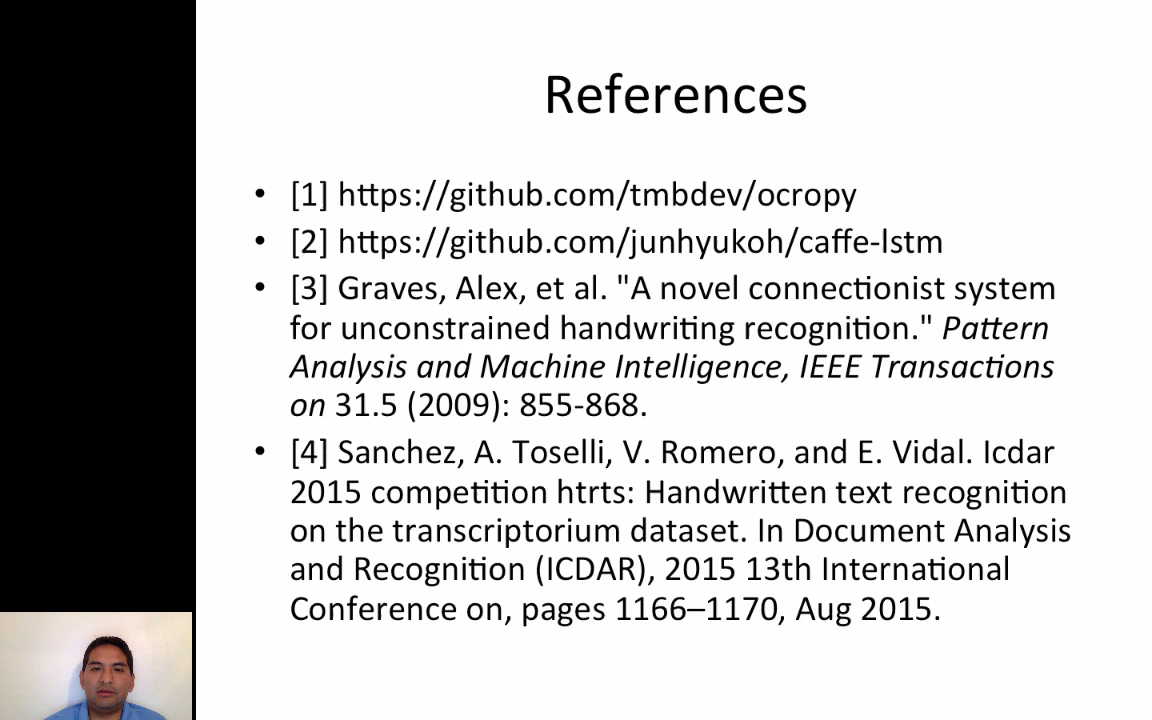 References
• [1] https://github.com/tmbdev/ocropy
• [2] https://github.com/junhyukoh/caffe-lstm
• [3] Graves, Alex, et al. "A novel connectionist system
for unconstrained handwriting recognition." Pattern
Analysis and Machine Intelligence, IEEE Transactions
on 31.5 (2009): 855-868.
• [4] Sanchez, A. Toselli, V. Romero, and E. Vidal. Icdar
2015 competition htrts: Handwritten text recognition
on the transcriptorium dataset. In Document Analysis
and Recognition (ICDAR), 2015 13th International
Conference on, pages 1166–1170, Aug 2015.